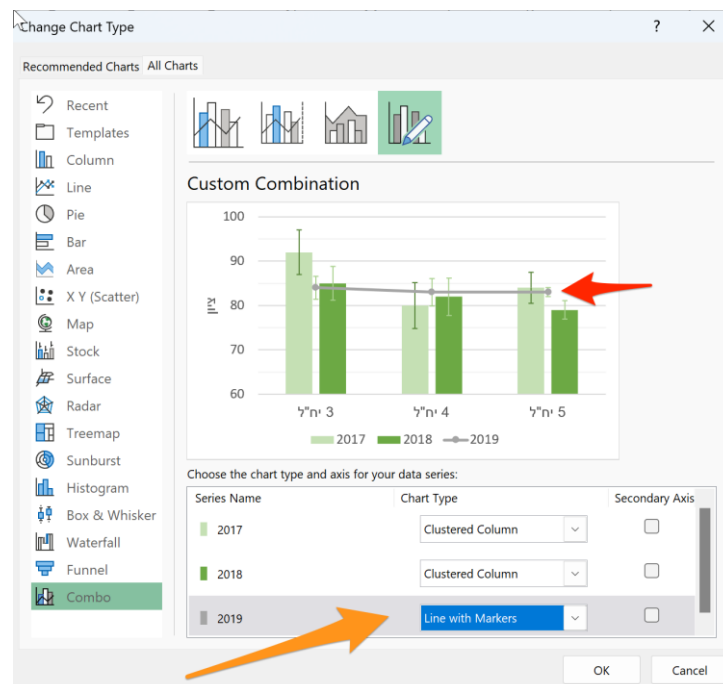 Change Chart Type ?
Recommended Charts All Charts
Recent
Templates
Column
Line
Pie
Bar
Area
X Y (Scatter)
Map
Stock
Surface
Radar
Treemap
Sunburst
Histogram
Box & Whisker
Waterfall
Funnel
Combo
Custom Combination
100
90
80
70
60
ציון
3 יח"ל 4 יח"ל 5 יח"ל
2017 2018 2019
Choose the chart type and axis for your data series:
Series Name Chart Type Secondary Axis
2017 Clustered Column
2018 Clustered Column
2019 Line with Markers
OK Cancel